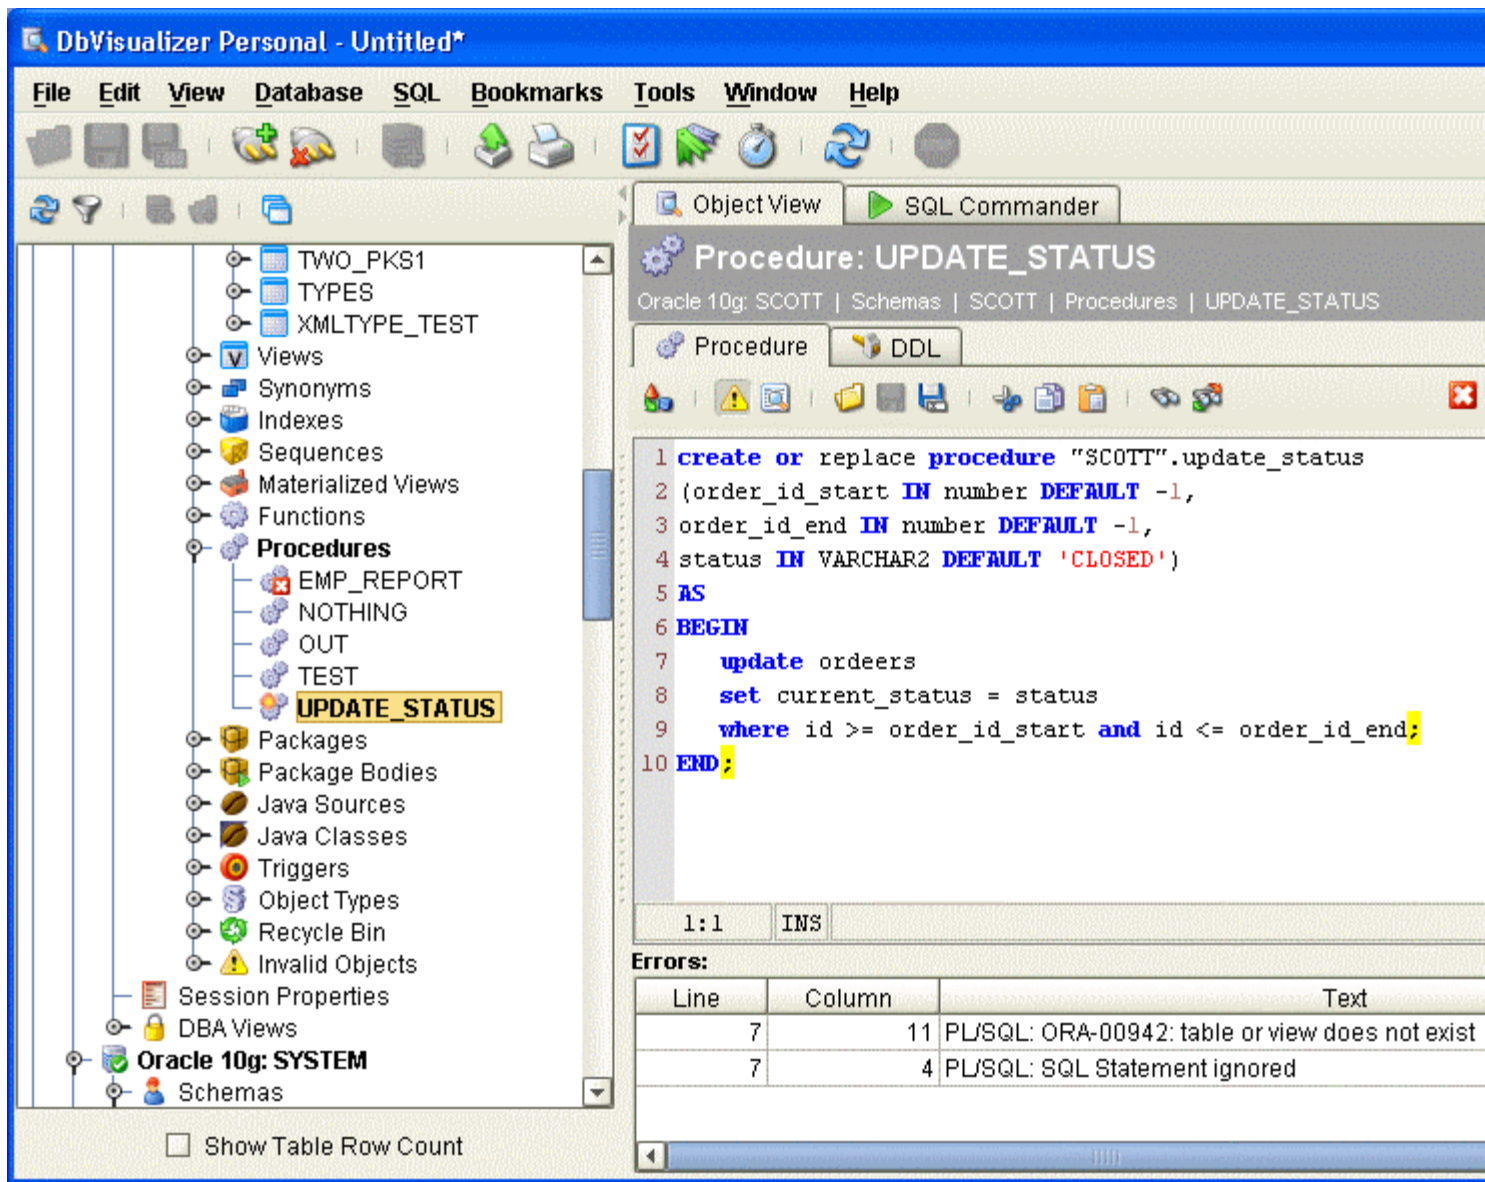 DbVisualizer Personal - Untitled*
File Edit View Database SQL Bookmarks Tools Window Help
Object View SQL Commander
TWO_PKS1
TYPES
XMLTYPE_TEST
Views
Synonyms
Indexes
Sequences
Materialized Views
Functions
Procedures
EMP_REPORT
NOTHING
OUT
TEST
UPDATE_STATUS
Packages
Package Bodies
Java Sources
Java Classes
Triggers
Object Types
Recycle Bin
Invalid Objects
Session Properties
DBA Views
Oracle 10g: SYSTEM
Schemas
Show Table Row Count
Procedure: UPDATE_STATUS
Oracle 10g: SCOTT | Schemas | SCOTT | Procedures | UPDATE_STATUS
Procedure DDL
1 create or replace procedure "SCOTT".update_status
2 (order_id_start IN number DEFAULT -1,
3 order_id_end IN number DEFAULT -1,
4 status IN VARCHAR2 DEFAULT 'CLOSED')
5 AS
6 BEGIN
7 update ordeers
8 set current_status = status
9 where id >= order_id_start and id <= order_id_end;
10 END;
1:1 INS
Errors:
Line Column Text
7 11 PL/SQL: ORA-00942: table or view does not exist
7 4 PL/SQL: SQL Statement ignored